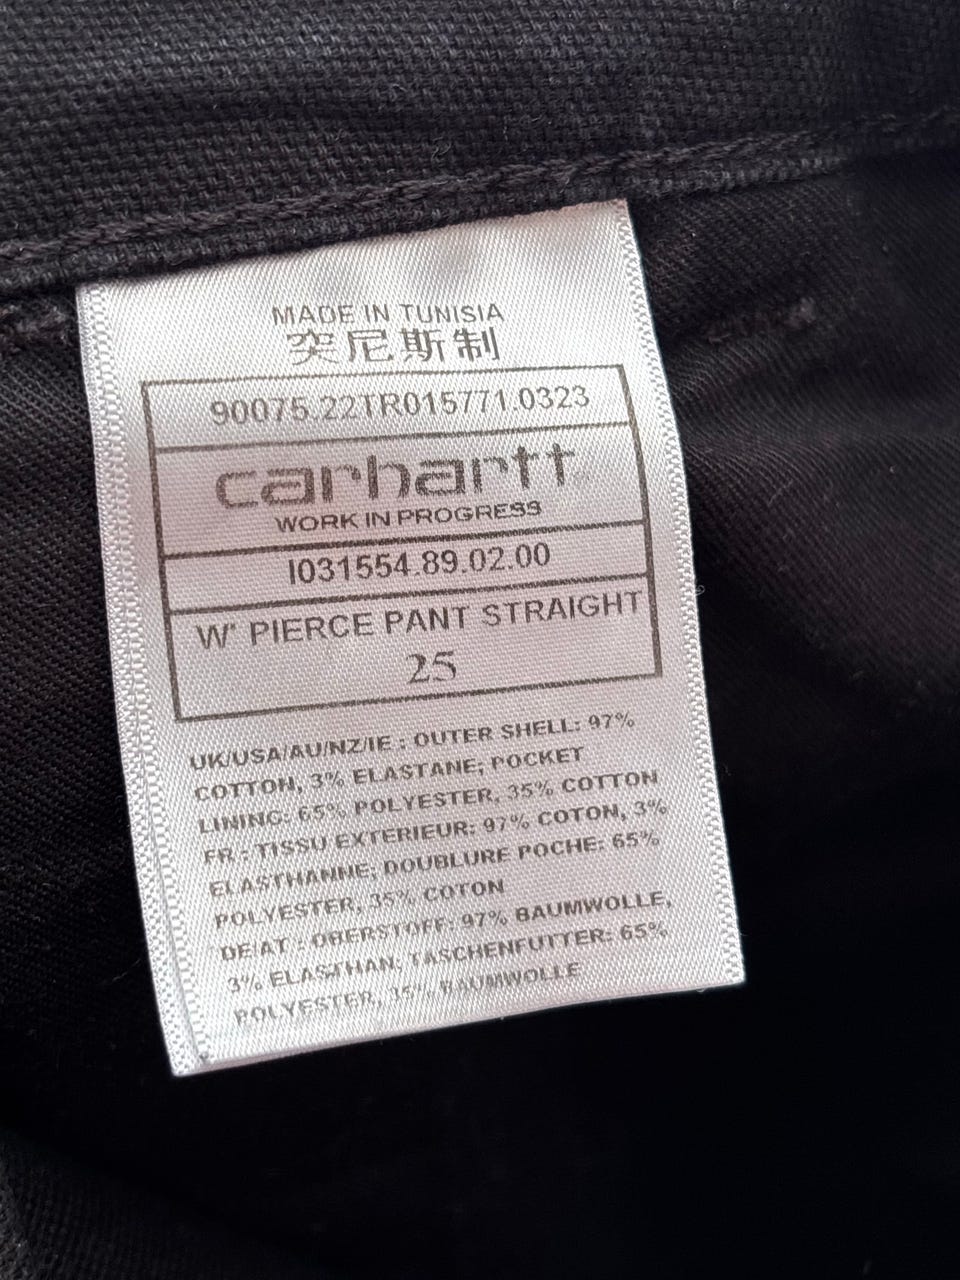 MADE IN TUNISIA
突尼斯制
90075.22TR015771.0323
carhartt
WORK IN PROGRESS
I031554.89.02.00
W' PIERCE PANT STRAIGHT
25
UK/USA/AU/NZ/IE : OUTER SHELL: 97%
COTTON, 3% ELASTANE; POCKET
LINING: 65% POLYESTER, 35% COTTON
FR : TISSU EXTERIEUR: 97% COTON, 3%
ELASTHANNE; DOUBLURE POCHE: 65%
POLYESTER, 35% COTON
DE/AT : OBERSTOFF: 97% BAUMWOLLE,
3% ELASTHAN; TASCHENFUTTER: 65%
POLYESTER, 35% BAUMWOLLE